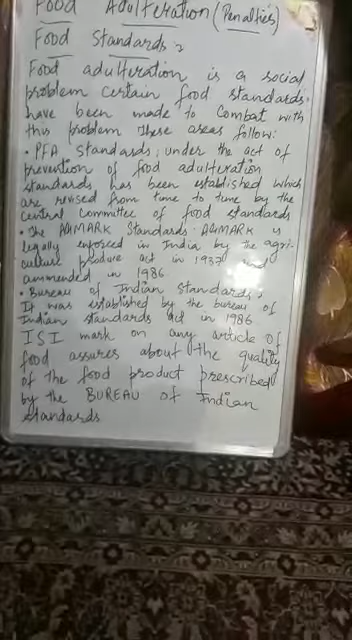 Food Adulteration (Penalties)
Food Standards:
Food adulteration is a social
problem certain food standards.
have been made to combat with
this problem These areas follow:
• PFA Standards: under the act of
prevention of food adulteration
standards has been established which
are revised from time to time by the
central committee of food standards
• The AGMARK Standards: AGMARK is
legally enforced in India by the agri-
culture produce act in 1937 and
ammended in 1986
• Bureau of Indian Standards:
It was established by the bureau of
Indian standards act in 1986
ISI mark on any article of
food assures about the quality
of the food product prescribed
by the BUREAU of Indian
standards